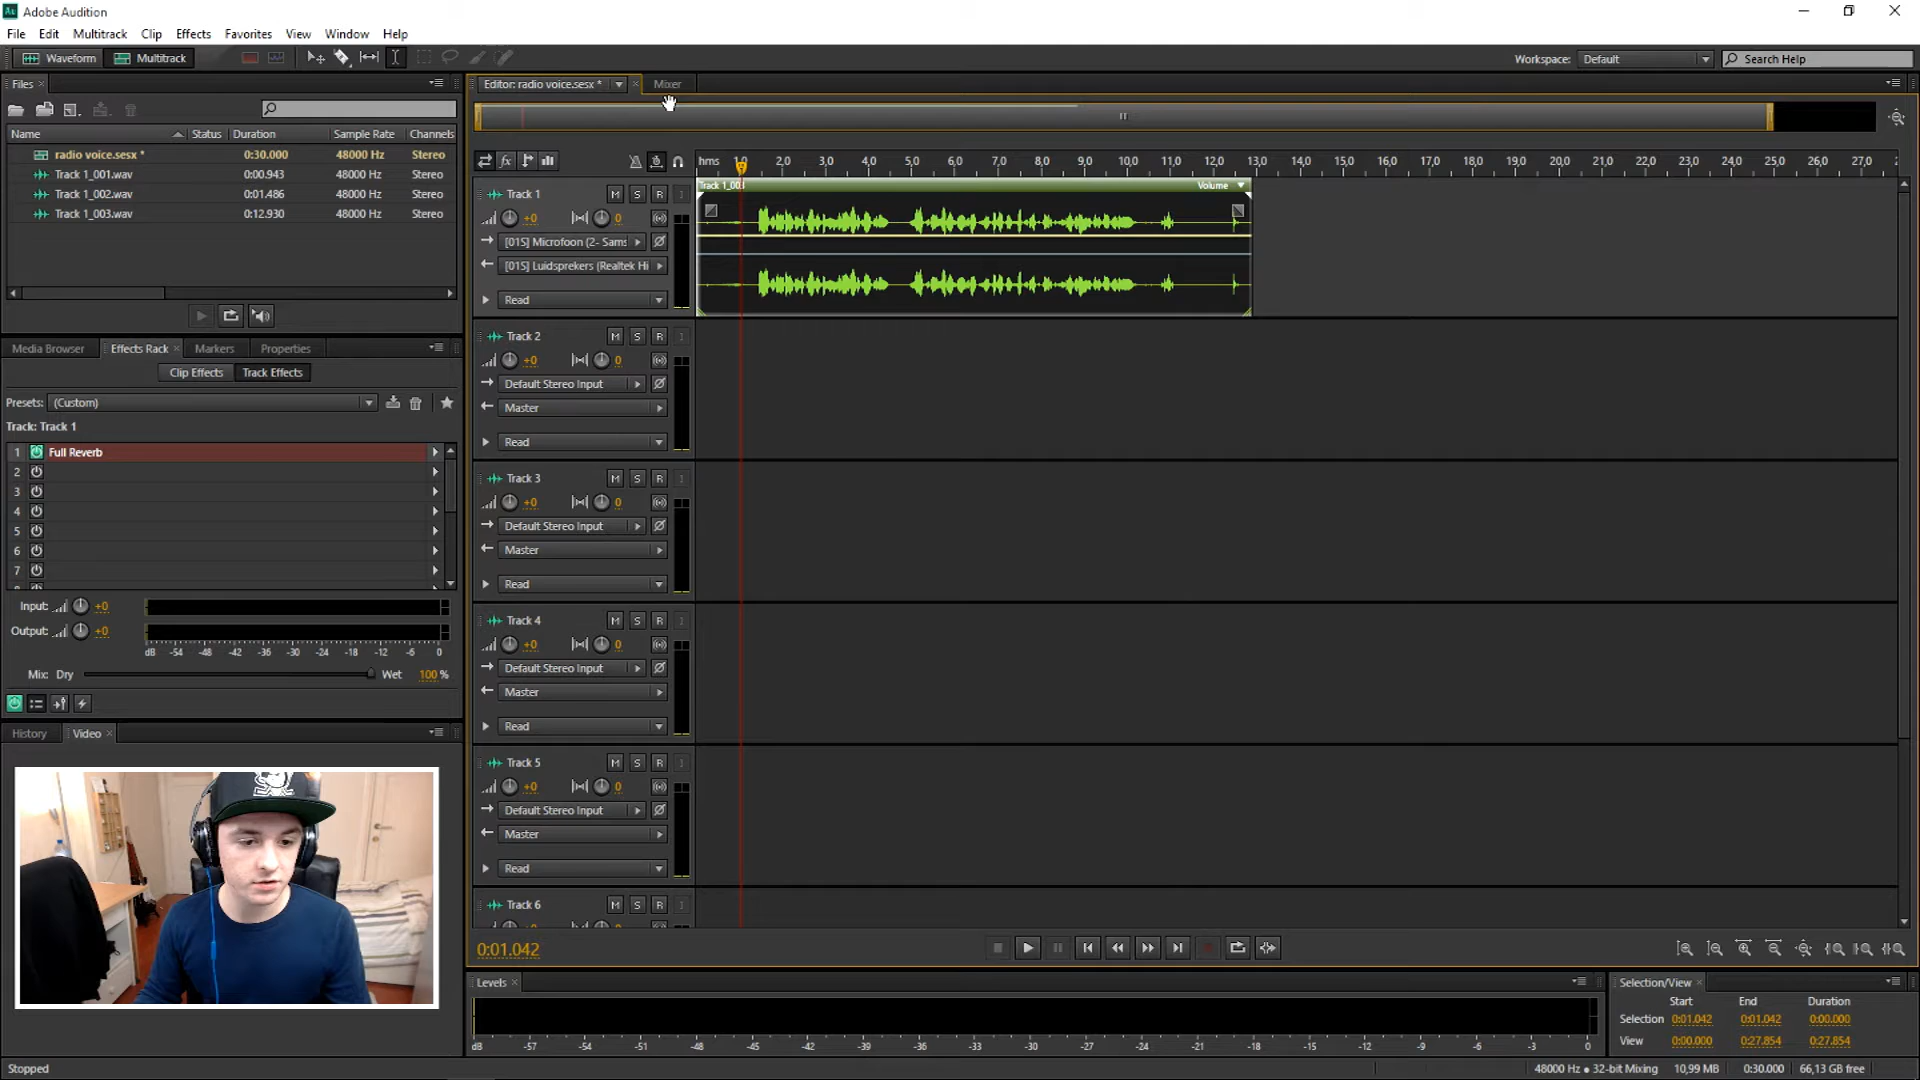 Au Adobe Audition
File Edit Multitrack Clip Effects Favorites View Window Help
Waveform Multitrack Workspace: Default Search Help
Files
Name Status Duration Sample Rate Channels
radio voice.sesx * 0:30.000 48000 Hz Stereo
Track 1_001.wav 0:00.943 48000 Hz Stereo
Track 1_002.wav 0:01.486 48000 Hz Stereo
Track 1_003.wav 0:12.930 48000 Hz Stereo
Media Browser Effects Rack Markers Properties
Clip Effects Track Effects
Presets: (Custom)
Track: Track 1
1 Full Reverb
2
3
4
5
6
7
Input: +0
Output: +0
dB -54 -48 -42 -36 -30 -24 -18 -12 -6 0
Mix: Dry Wet 100 %
History Video
Editor: radio voice.sesx * Mixer
fx hms 1,0 2,0 3,0 4,0 5,0 6,0 7,0 8,0 9,0 10,0 11,0 12,0 13,0 14,0 15,0 16,0 17,0 18,0 19,0 20,0 21,0 22,0 23,0 24,0 25,0 26,0 27,0
Track 1_003 Volume
Track 1 M S R I
+0 0
[01S] Microfoon (2- Sams
[01S] Luidsprekers (Realtek Hi
Read
Track 2 M S R I
+0 0
Default Stereo Input
Master
Read
Track 3 M S R I
+0 0
Default Stereo Input
Master
Read
Track 4 M S R I
+0 0
Default Stereo Input
Master
Read
Track 5 M S R I
+0 0
Default Stereo Input
Master
Read
Track 6 M S R I
0:01.042
Levels
dB -57 -54 -51 -48 -45 -42 -39 -36 -33 -30 -27 -24 -21 -18 -15 -12 -9 -6 -3 0
Selection/View
Start End Duration
Selection 0:01.042 0:01.042 0:00.000
View 0:00.000 0:27.854 0:27.854
Stopped 48000 Hz ● 32-bit Mixing 10,99 MB 0:30.000 66,13 GB free